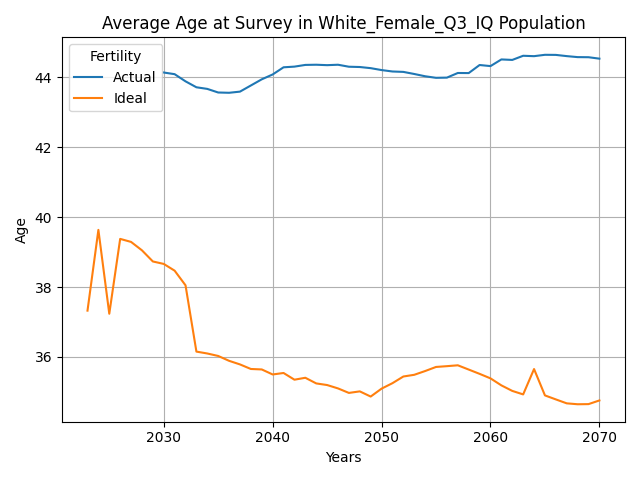 Average Age at Survey in White_Female_Q3_IQ Population
Fertility
Actual
Ideal
44
42
40
38
36
Age
2030 2040 2050 2060 2070
Years